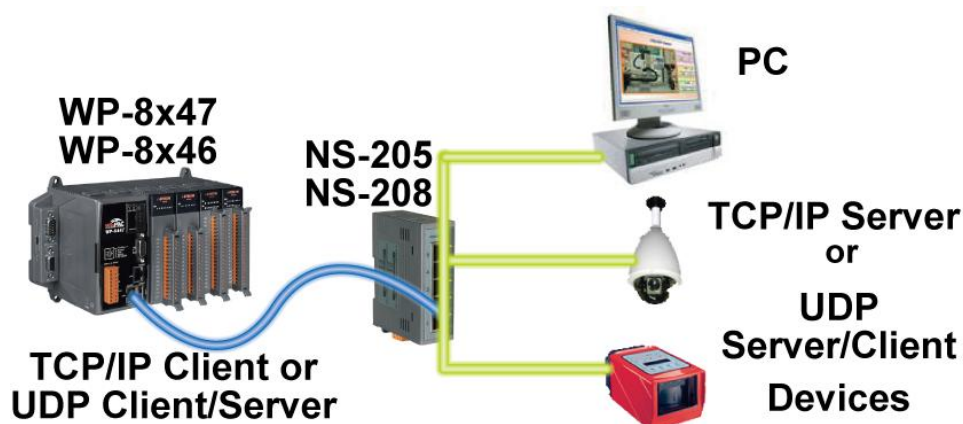 PC
WP-8x47
WP-8x46
NS-205
NS-208
TCP/IP Server
or
UDP
Server/Client
Devices
TCP/IP Client or
UDP Client/Server